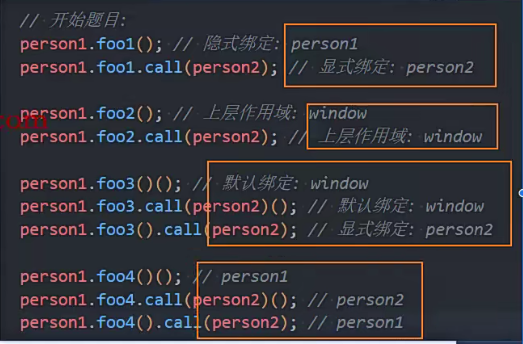 // 开始题目:
person1.foo1(); // 隐式绑定: person1
person1.foo1.call(person2); // 显式绑定: person2
person1.foo2(); // 上层作用域: window
com
person1.foo2.call(person2); // 上层作用域: window
person1.foo3()(); // 默认绑定: window
person1.foo3.call(person2)(); // 默认绑定: window
person1.foo3().call(person2); // 显式绑定: person2
person1.foo4()(); // person1
person1.foo4.call(person2)(); // person2
person1.foo4().call(person2); // person1